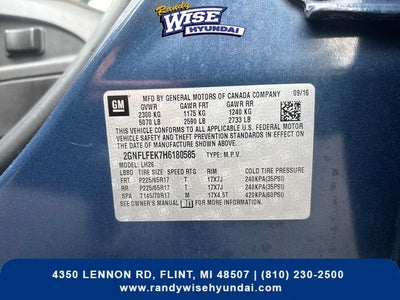 Randy
WISE
HYUNDAI
GM
MFD BY GENERAL MOTORS OF CANADA COMPANY
GVWR GAWR FRT GAWR RR 09/16
2300 KG 1175 KG 1240 KG
5070 LB 2590 LB 2733 LB
THIS VEHICLE CONFORMS TO ALL APPLICABLE U.S. FEDERAL MOTOR
VEHICLE SAFETY AND THEFT PREVENTION STANDARDS IN EFFECT ON
THE DATE OF MANUFACTURE SHOWN ABOVE.
2GNFLFEK7H6180585 TYPE: M.P.V.
MODEL: LH26
LBBD TIRE SIZE SPEED RTG RIM COLD TIRE PRESSURE
FRT P225/65R17 T 17X7J 240KPA(35PSI)
RR P225/65R17 T 17X7J 240KPA(35PSI)
SPA T145/70R17 M 17X4.5T 420KPA(60PSI)
SEE OWNER'S MANUAL FOR MORE INFORMATION.
4350 LENNON RD, FLINT, MI 48507 | (810) 230-2500
www.randywisehyundai.com